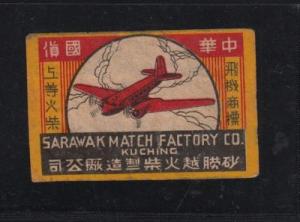 中華國貨
飛機商標
上等火柴
SARAWAK MATCH FACTORY CO.
KUCHING
砂朥越火柴製造廠公司